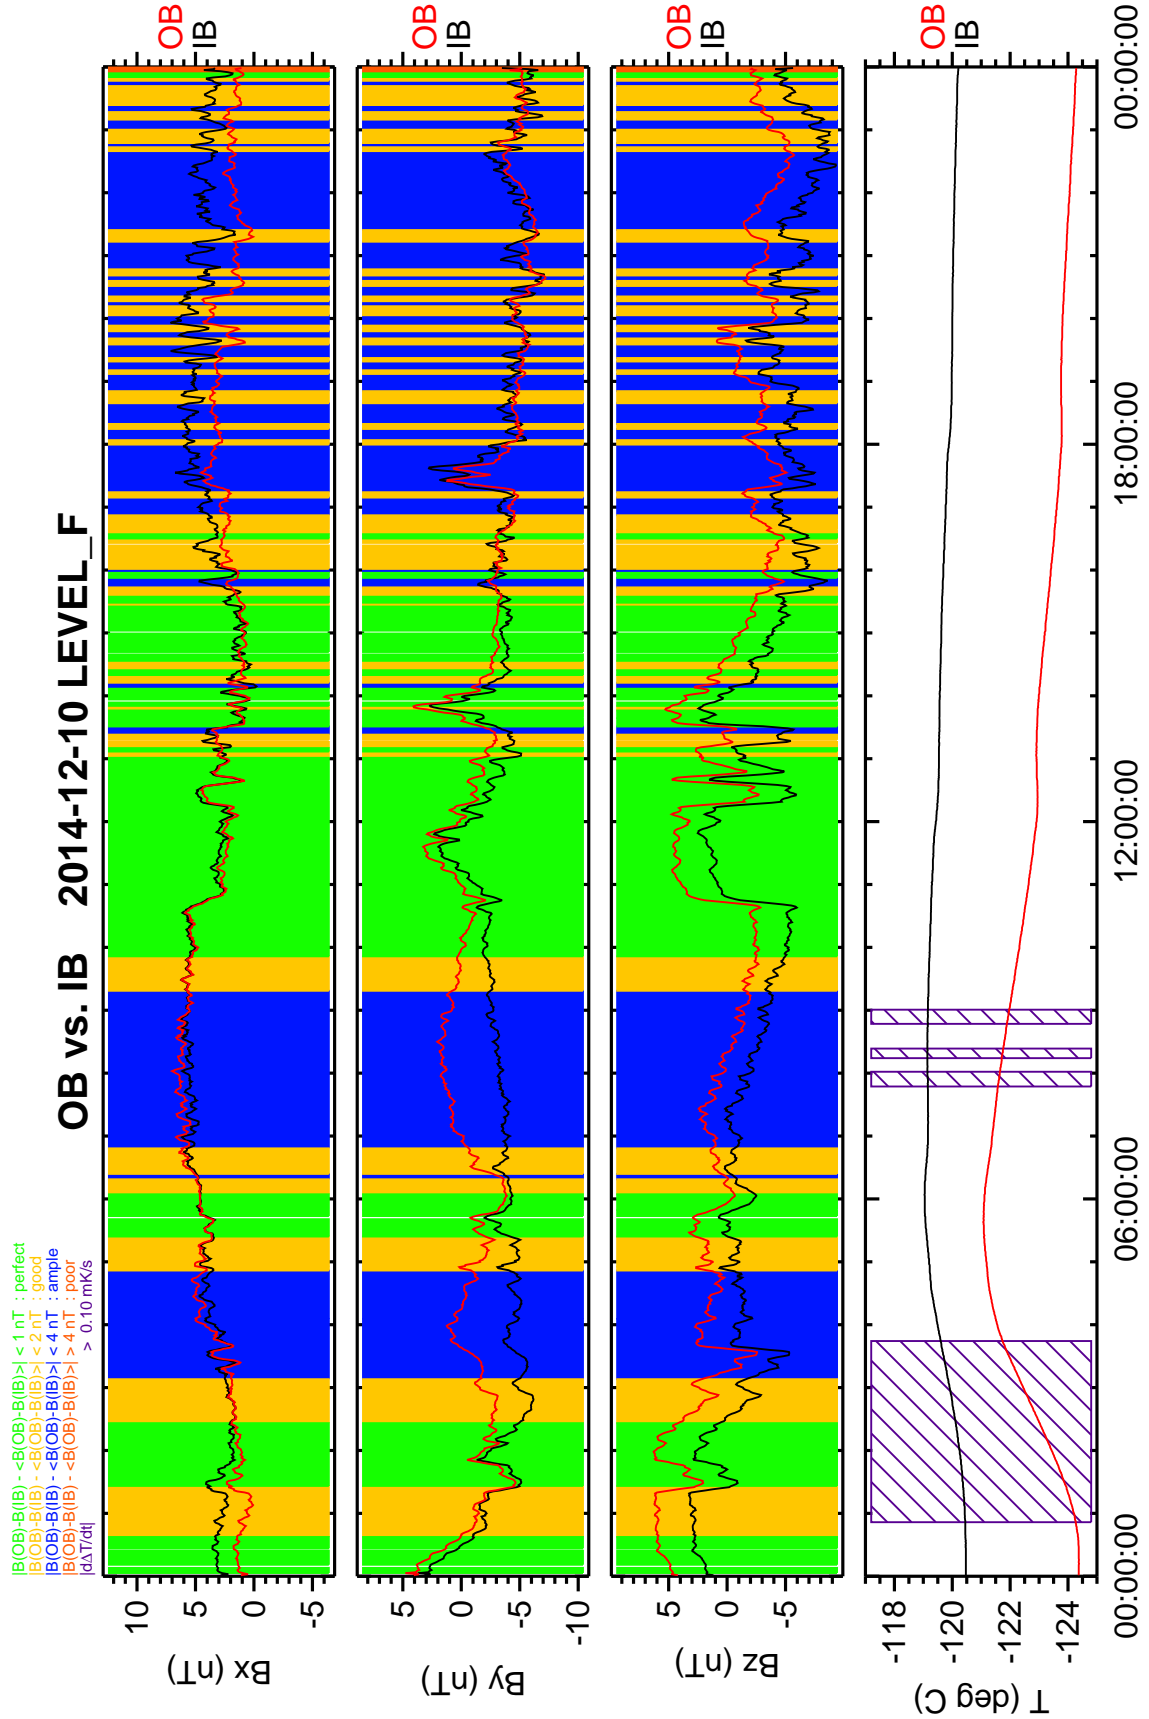 OB vs. IB 2014-12-10 LEVEL_F
|B(OB)-B(IB) - <B(OB)-B(IB)>| < 1 nT : perfect
|B(OB)-B(IB) - <B(OB)-B(IB)>| < 2 nT : good
|B(OB)-B(IB) - <B(OB)-B(IB)>| < 4 nT : ample
|B(OB)-B(IB) - <B(OB)-B(IB)>| > 4 nT : poor
|dΔT/dt| > 0.10 mK/s
Bx (nT)
10
5
0
-5
OB
IB
By (nT)
5
0
-5
-10
OB
IB
Bz (nT)
5
0
-5
OB
IB
T (deg C)
-118
-120
-122
-124
OB
IB
00:00:00
06:00:00
12:00:00
18:00:00
00:00:00